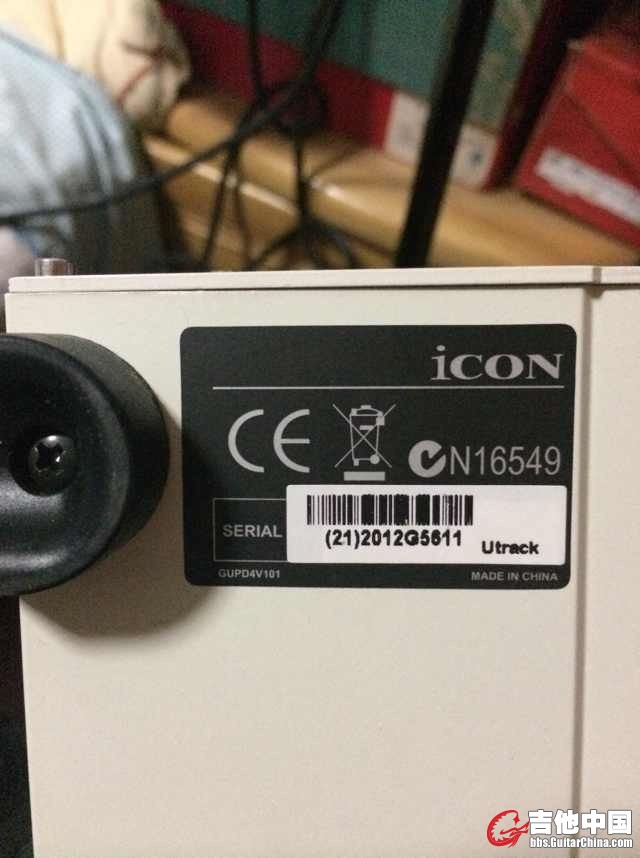 iCON
CE N16549
SERIAL
(21)2012G5611 Utrack
GUPD4V101 MADE IN CHINA
吉他中国
bbs.GuitarChina.com